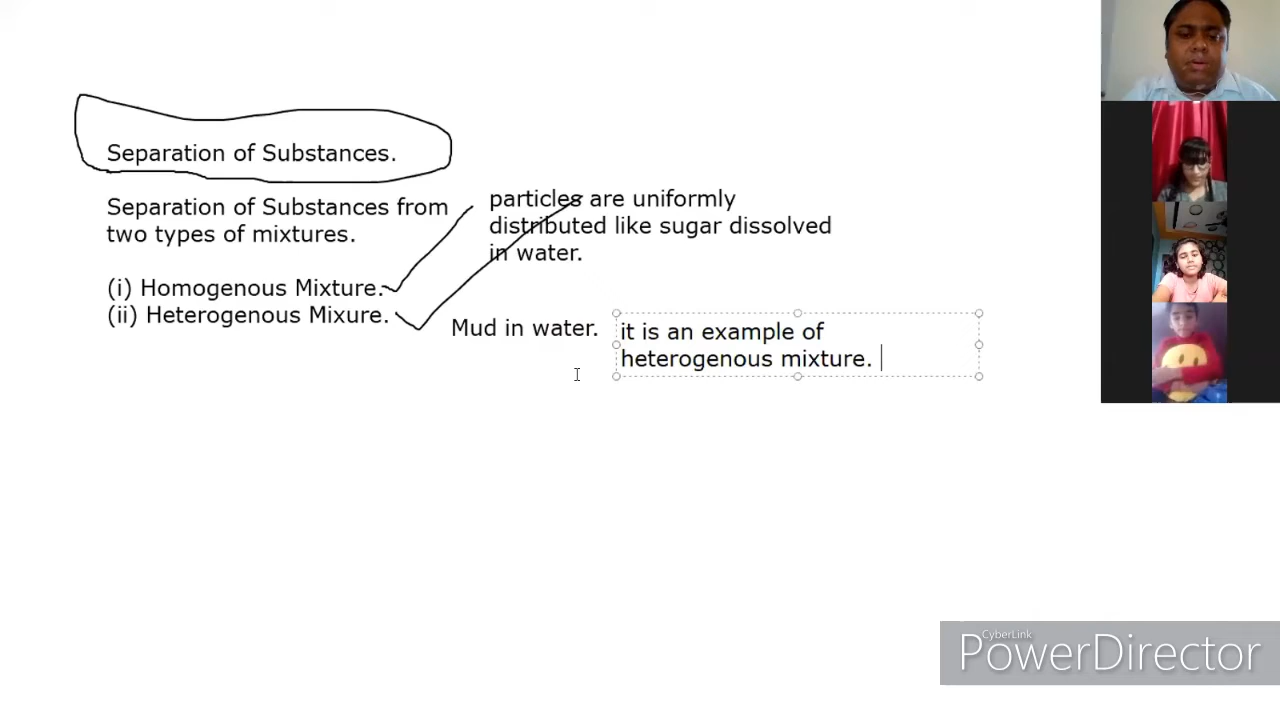 Separation of Substances.
Separation of Substances from
two types of mixtures.
particles are uniformly
distributed like sugar dissolved
in water.
(i) Homogenous Mixture.
(ii) Heterogenous Mixure.
Mud in water.
it is an example of
heterogenous mixture.
CyberLink
PowerDirector